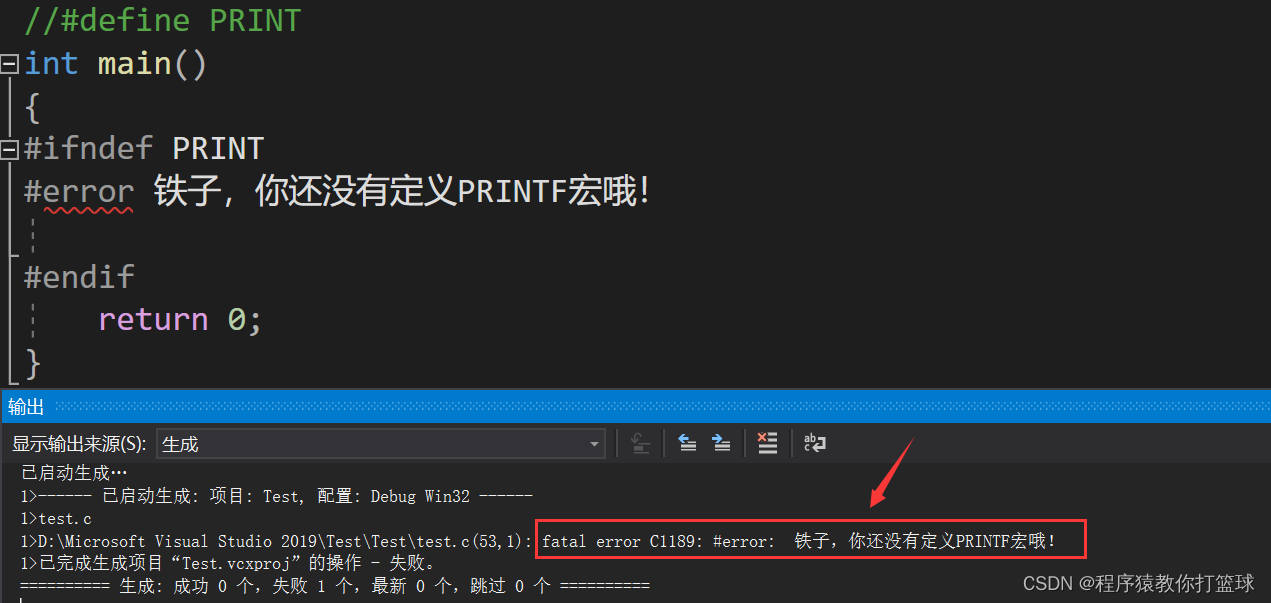 //#define PRINT
int main()
{
#ifndef PRINT
#error 铁子，你还没有定义PRINTF宏哦！
#endif
return 0;
}
输出
显示输出来源(S): 生成
已启动生成…
1>------ 已启动生成: 项目: Test, 配置: Debug Win32 ------
1>test.c
1>D:\Microsoft Visual Studio 2019\Test\Test\test.c(53,1): fatal error C1189: #error:  铁子，你还没有定义PRINTF宏哦！
1>已完成生成项目“Test.vcxproj”的操作 - 失败。
========== 生成: 成功 0 个，失败 1 个，最新 0 个，跳过 0 个 ==========
CSDN @程序猿教你打篮球